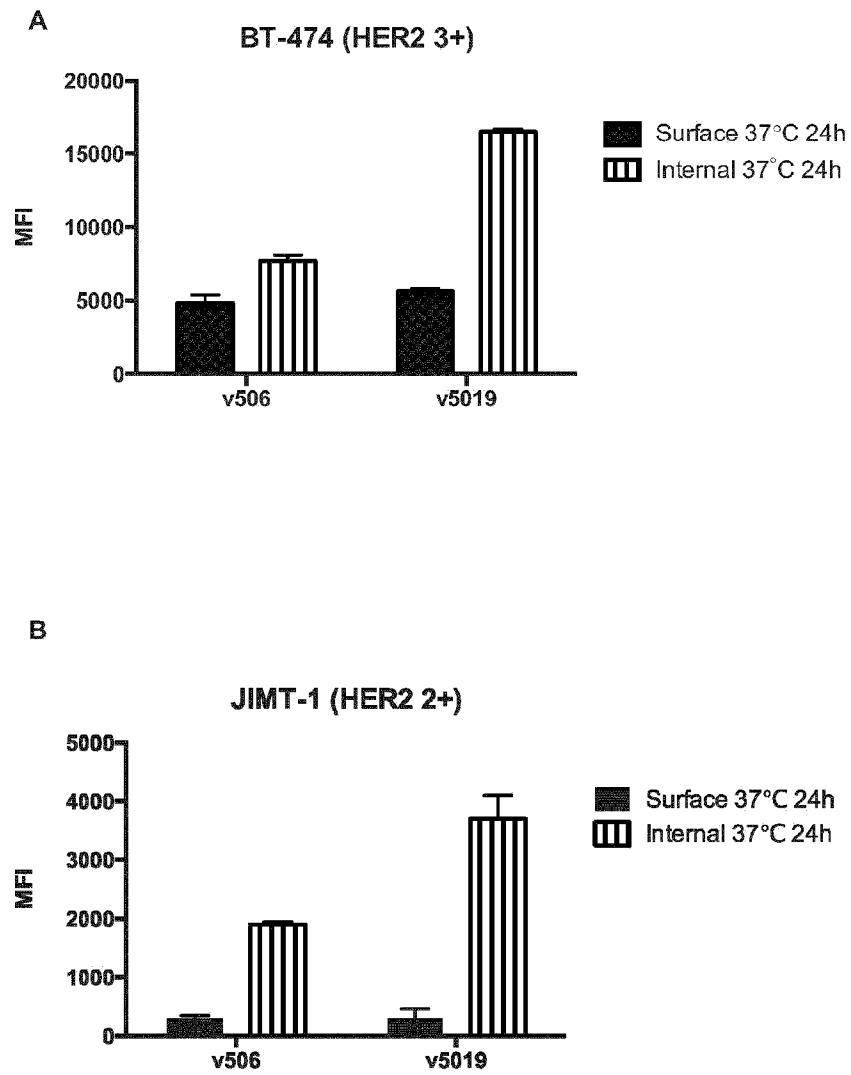 A
BT-474 (HER2 3+)
20000
15000
10000
5000
0
MFI
v506
v5019
Surface 37°C 24h
Internal 37°C 24h
B
JIMT-1 (HER2 2+)
5000
4000
3000
2000
1000
0
MFI
v506
v5019
Surface 37°C 24h
Internal 37°C 24h